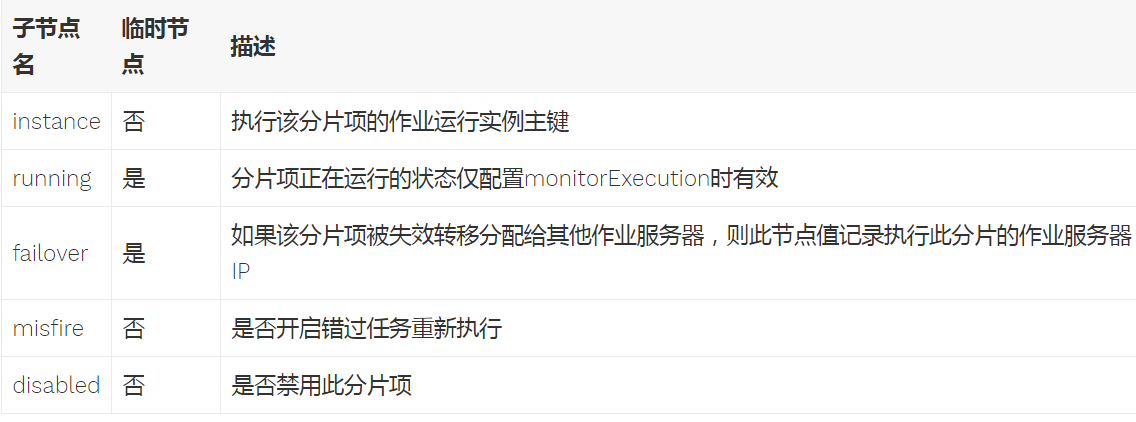 子节点名 临时节点 描述
instance 否 执行该分片项的作业运行实例主键
running 是 分片项正在运行的状态仅配置monitorExecution时有效
failover 是 如果该分片项被失效转移分配给其他作业服务器，则此节点值记录执行此分片的作业服务器
IP
misfire 否 是否开启错过任务重新执行
disabled 否 是否禁用此分片项